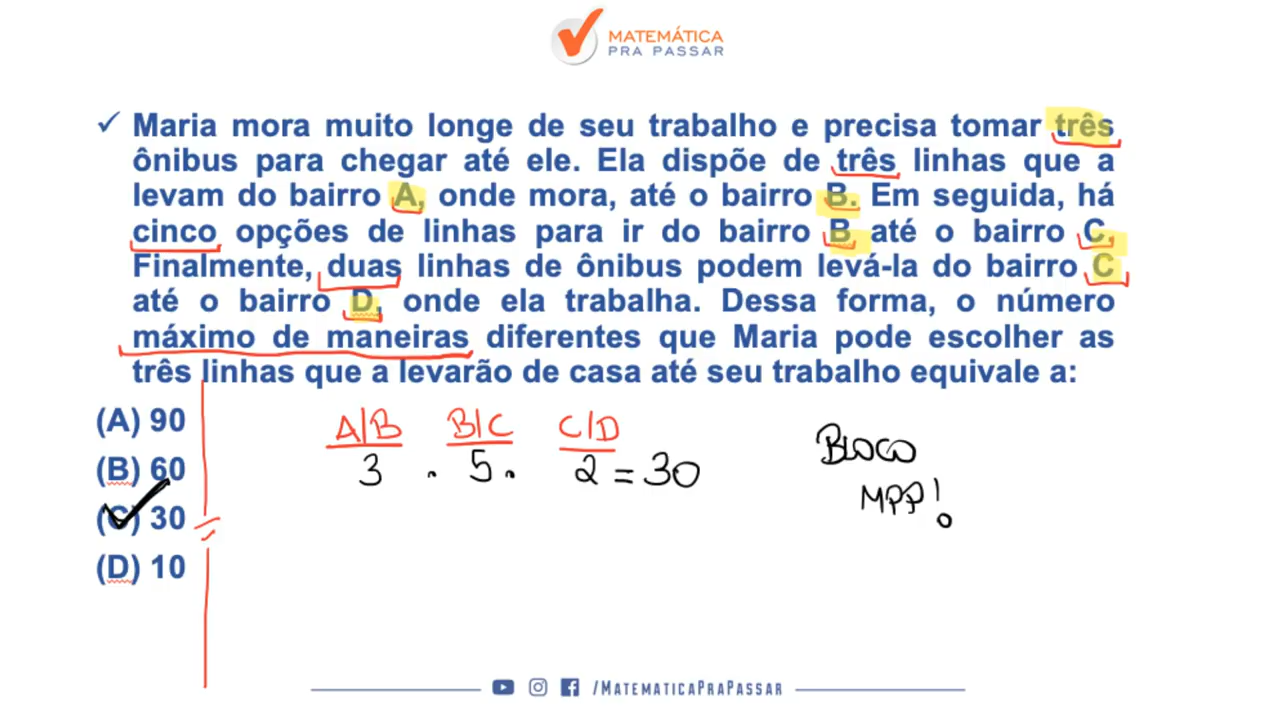 MATEMÁTICA
PRA PASSAR
✓ Maria mora muito longe de seu trabalho e precisa tomar três
ônibus para chegar até ele. Ela dispõe de três linhas que a
levam do bairro A, onde mora, até o bairro B. Em seguida, há
cinco opções de linhas para ir do bairro B até o bairro C.
Finalmente, duas linhas de ônibus podem levá-la do bairro C
até o bairro D, onde ela trabalha. Dessa forma, o número
máximo de maneiras diferentes que Maria pode escolher as
três linhas que a levarão de casa até seu trabalho equivale a:
(A) 90
(B) 60
(C) 30
(D) 10
A/B B/C C/D
3 . 5 . 2 = 30
BLOCO
MPP!
/MATEMATICAPRAPASSAR